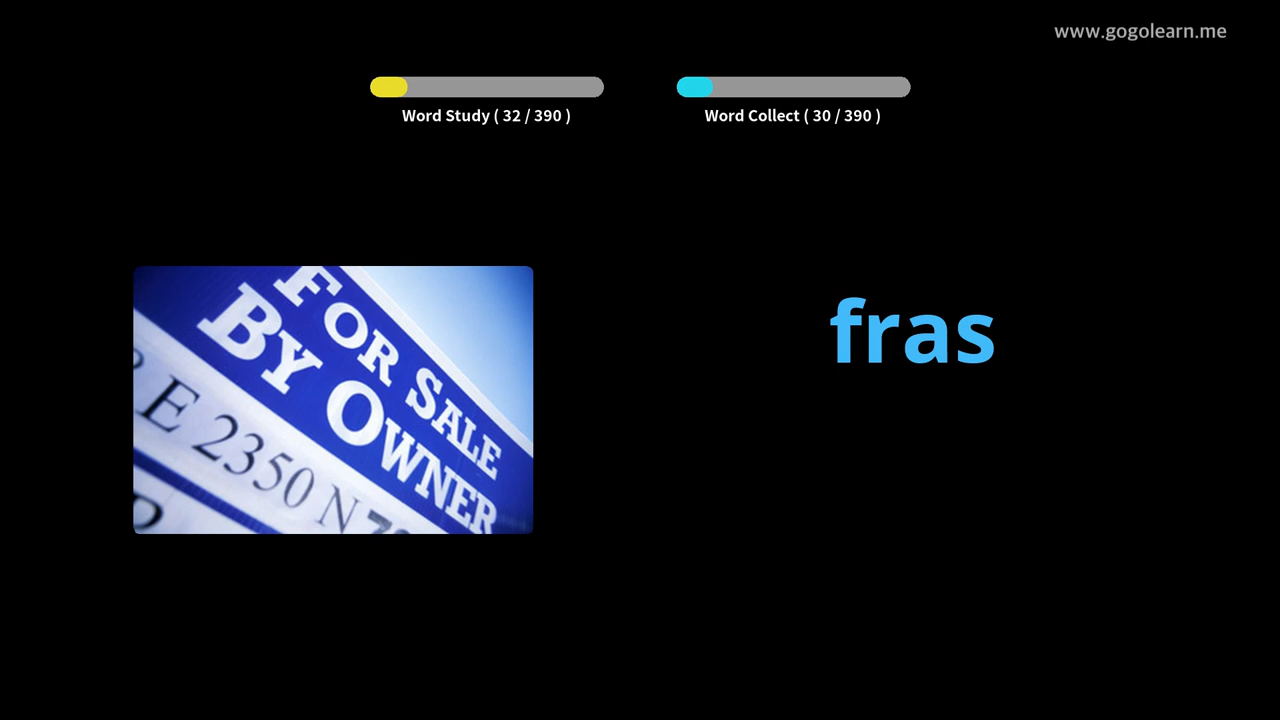 www.gogolearn.me
Word Study ( 32 / 390 )
Word Collect ( 30 / 390 )
FOR SALE
BY OWNER
E 2350 N
fras